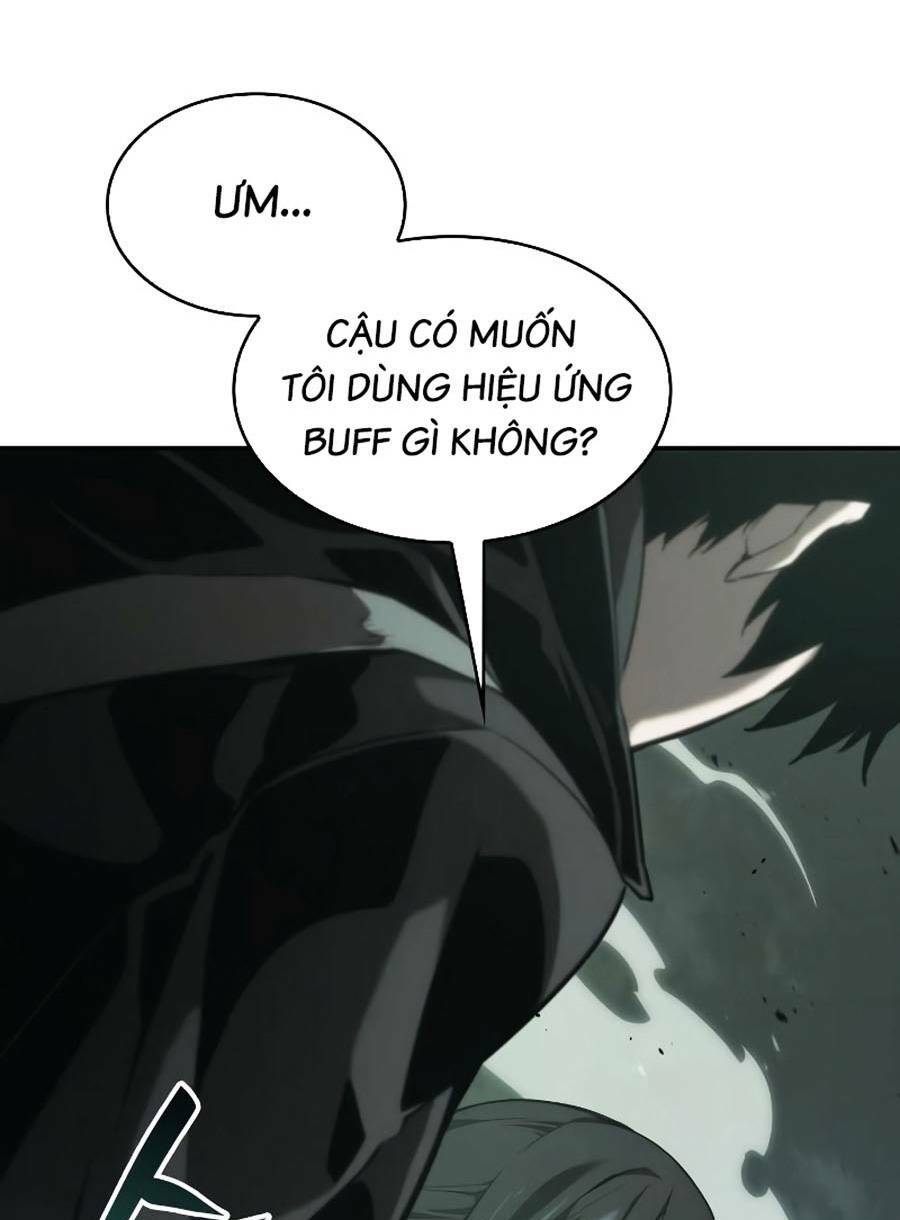 ƯM...
CẬU CÓ MUỐN
TÔI DÙNG HIỆU ỨNG
BUFF GÌ KHÔNG?